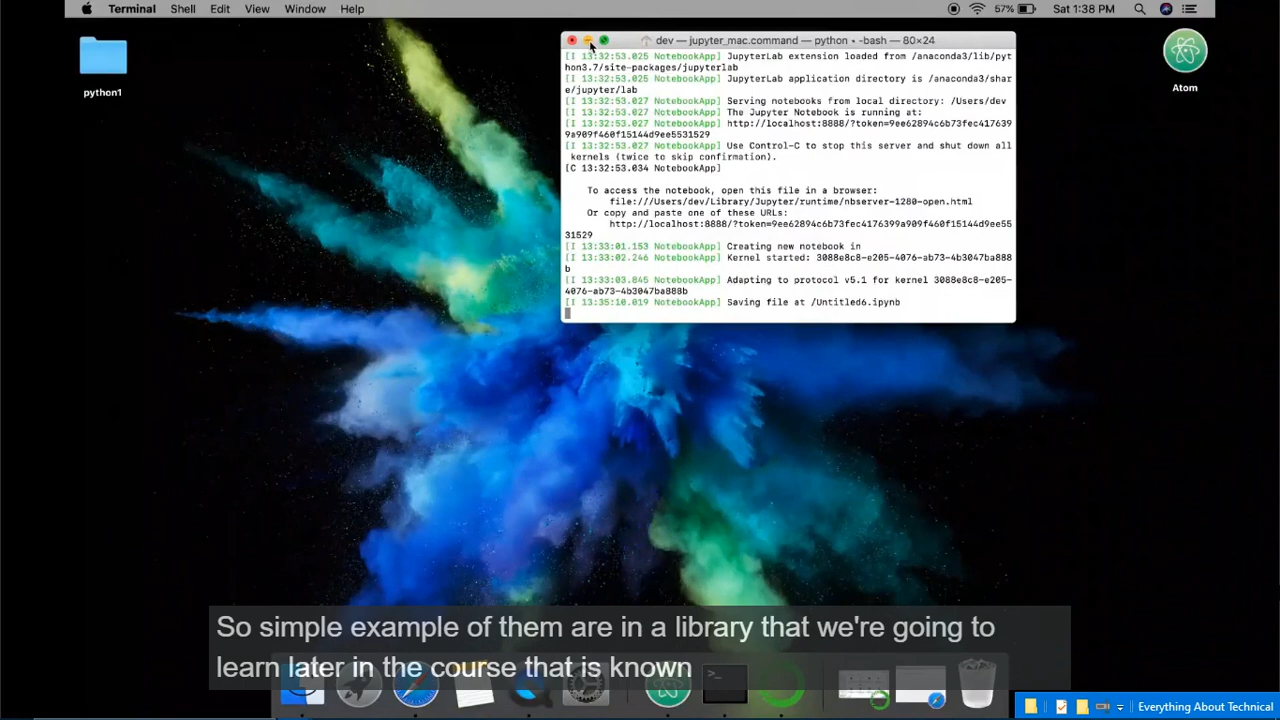 Terminal Shell Edit View Window Help 57% Sat 1:38 PM
python1
Atom
dev — jupyter_mac.command — python • -bash — 80×24
[I 13:32:53.025 NotebookApp] JupyterLab extension loaded from /anaconda3/lib/pyt
hon3.7/site-packages/jupyterlab
[I 13:32:53.025 NotebookApp] JupyterLab application directory is /anaconda3/shar
e/jupyter/lab
[I 13:32:53.027 NotebookApp] Serving notebooks from local directory: /Users/dev
[I 13:32:53.027 NotebookApp] The Jupyter Notebook is running at:
[I 13:32:53.027 NotebookApp] http://localhost:8888/?token=9ee62894c6b73fec417639
9a909f460f15144d9ee5531529
[I 13:32:53.027 NotebookApp] Use Control-C to stop this server and shut down all
kernels (twice to skip confirmation).
[C 13:32:53.034 NotebookApp]
To access the notebook, open this file in a browser:
file:///Users/dev/Library/Jupyter/runtime/nbserver-1280-open.html
Or copy and paste one of these URLs:
http://localhost:8888/?token=9ee62894c6b73fec4176399a909f460f15144d9ee55
31529
[I 13:33:01.153 NotebookApp] Creating new notebook in
[I 13:33:02.246 NotebookApp] Kernel started: 3088e8c8-e205-4076-ab73-4b3047ba888
b
[I 13:33:03.845 NotebookApp] Adapting to protocol v5.1 for kernel 3088e8c8-e205-
4076-ab73-4b3047ba888b
[I 13:35:10.019 NotebookApp] Saving file at /Untitled6.ipynb
So simple example of them are in a library that we're going to
learn later in the course that is known
Everything About Technical